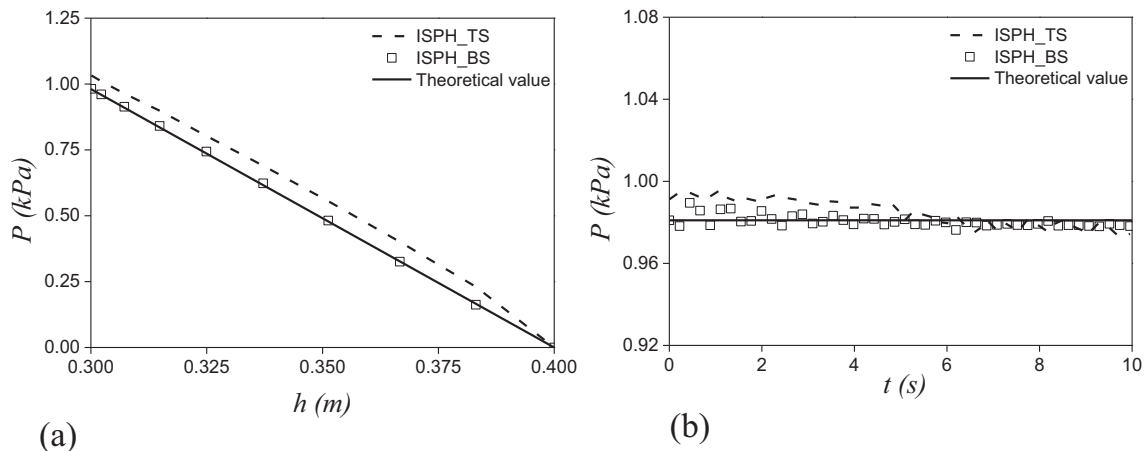 ISPH_TS
ISPH_BS
Theoretical value
1.25
1.00
0.75
0.50
0.25
0.00
P (kPa)
0.300
0.325
0.350
0.375
0.400
h (m)
(a)
ISPH_TS
ISPH_BS
Theoretical value
1.08
1.04
1.00
0.96
0.92
P (kPa)
0
2
4
6
8
10
t (s)
(b)